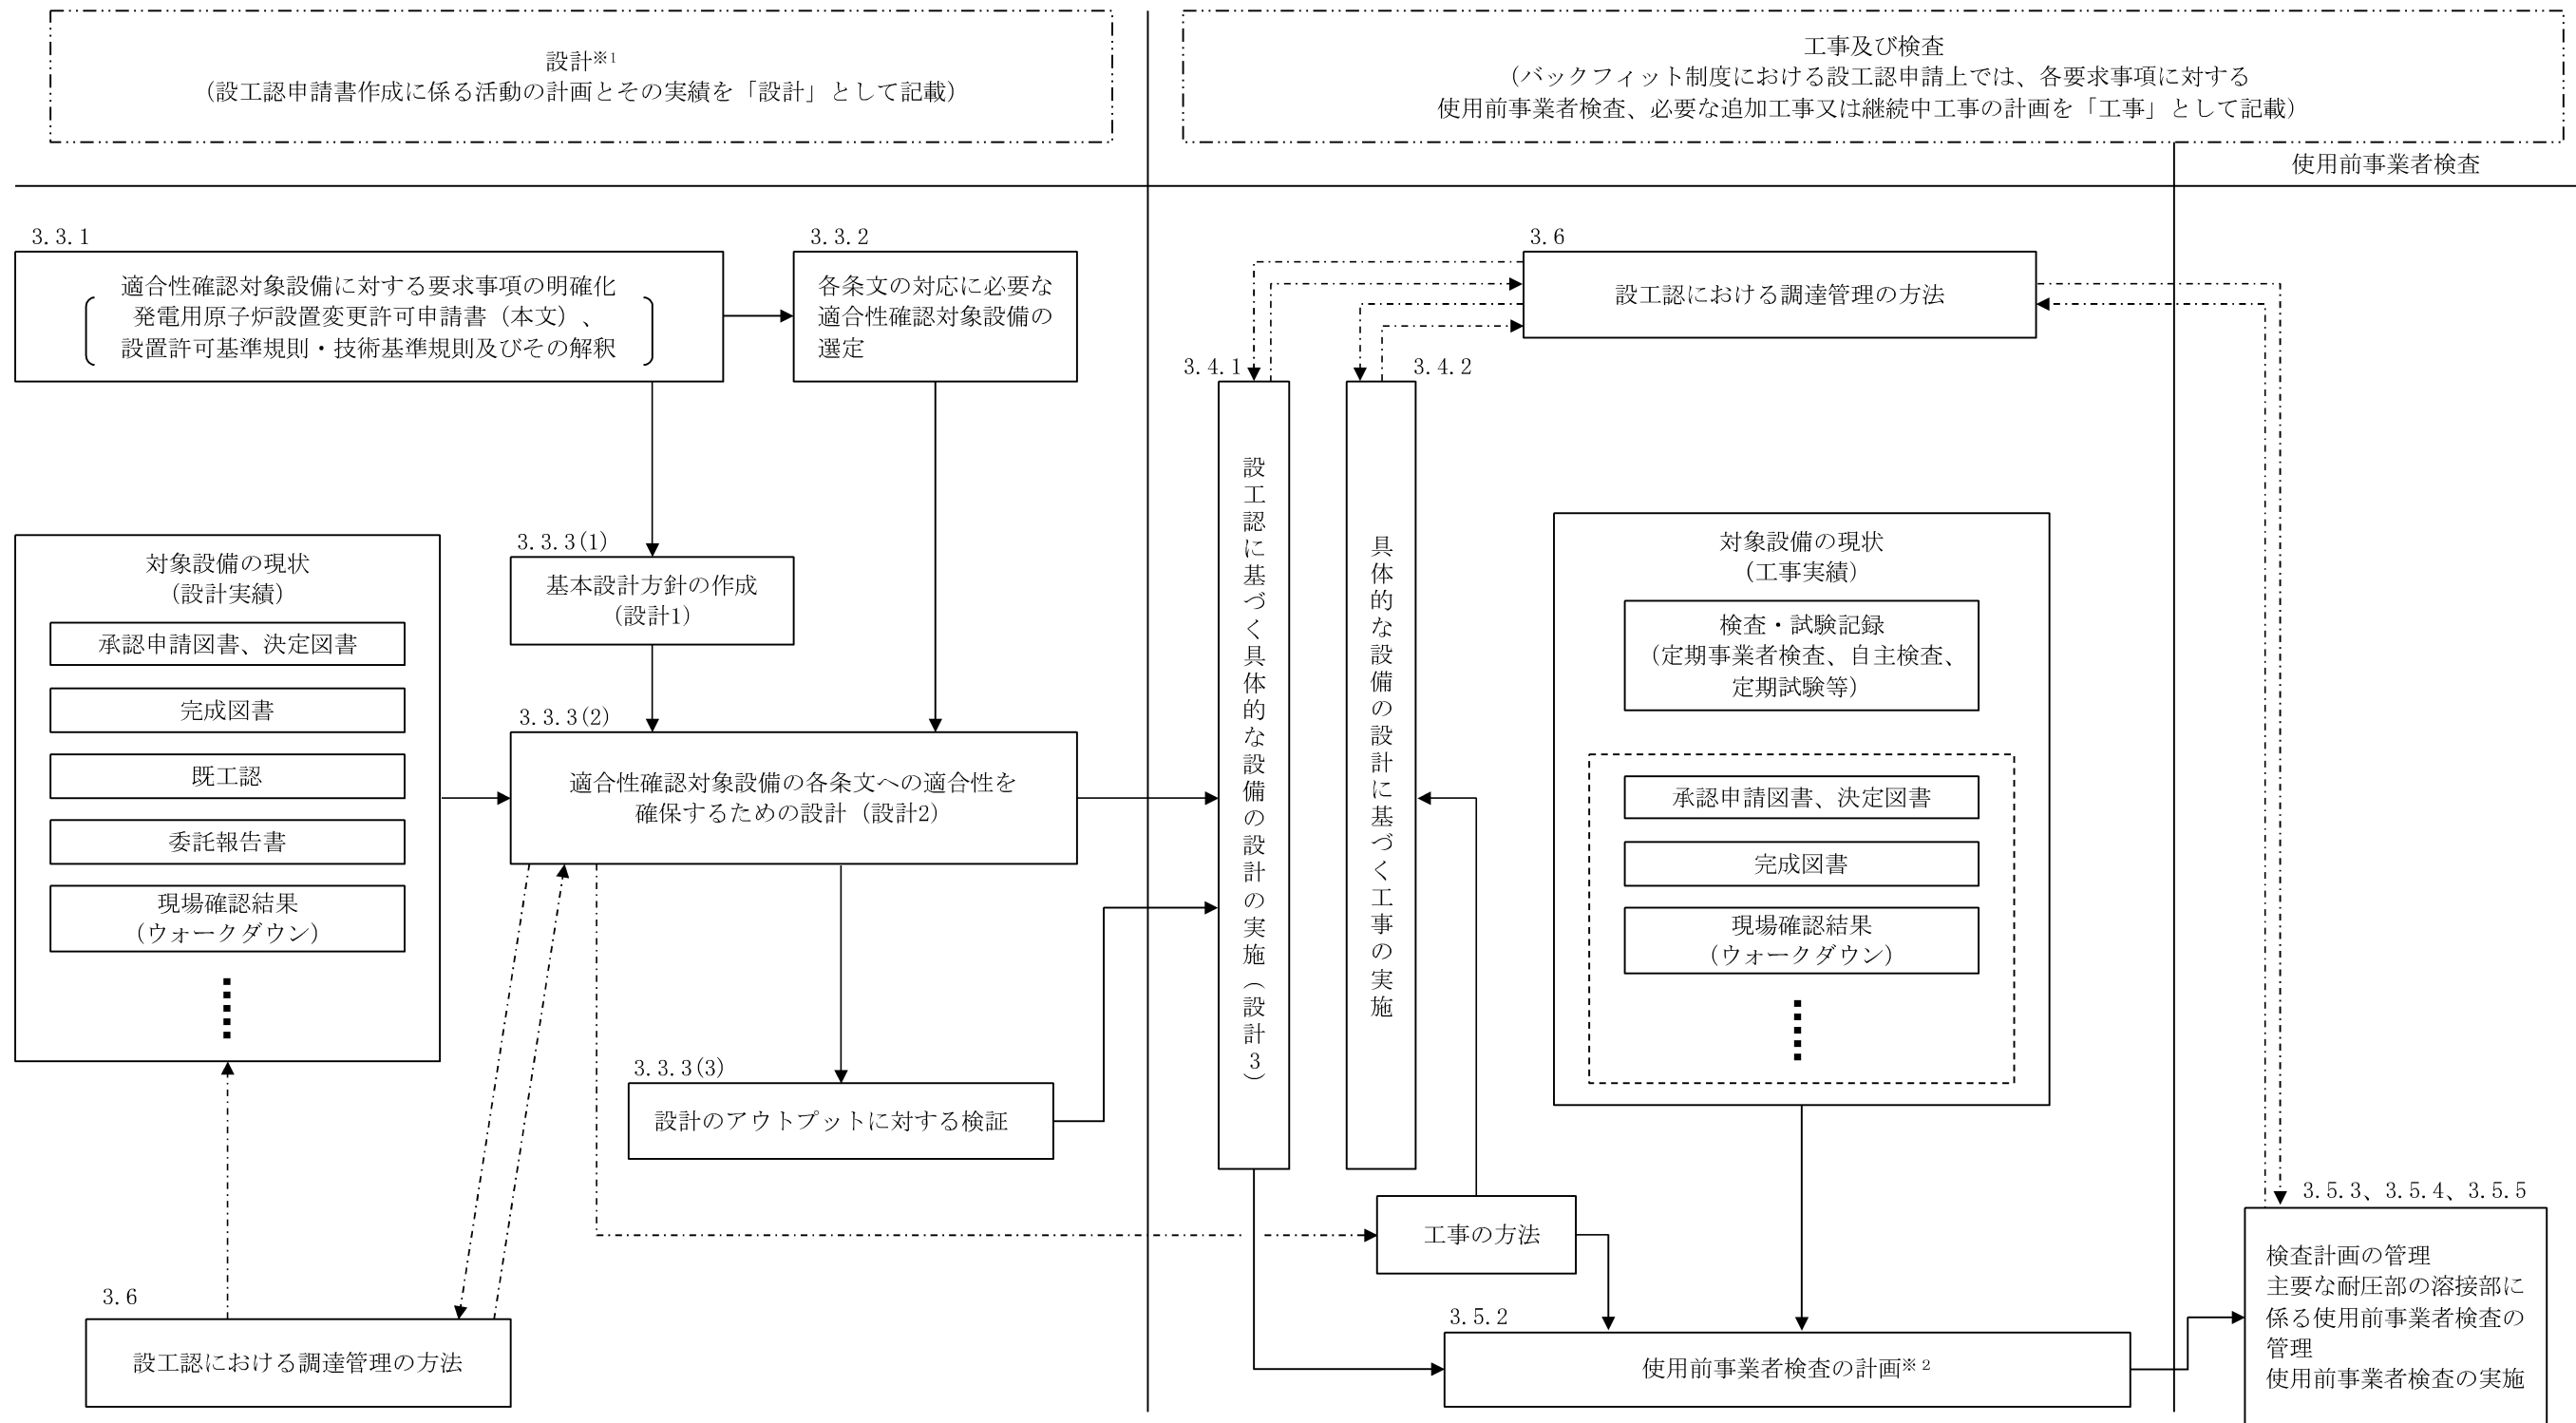 設計※1
（設工認申請書作成に係る活動の計画とその実績を「設計」として記載）
工事及び検査
（バックフィット制度における設工認申請上では、各要求事項に対する
使用前事業者検査、必要な追加工事又は継続中工事の計画を「工事」として記載）
使用前事業者検査
3.3.1
適合性確認対象設備に対する要求事項の明確化
発電用原子炉設置変更許可申請書（本文）、
設置許可基準規則・技術基準規則及びその解釈
3.3.2
各条文の対応に必要な
適合性確認対象設備の
選定
対象設備の現状
（設計実績）
承認申請図書、決定図書
完成図書
既工認
委託報告書
現場確認結果
（ウォークダウン）
3.3.3(1)
基本設計方針の作成
（設計1）
3.3.3(2)
適合性確認対象設備の各条文への適合性を
確保するための設計（設計2）
3.3.3(3)
設計のアウトプットに対する検証
3.6
設工認における調達管理の方法
3.6
設工認における調達管理の方法
3.4.1
設工認に基づく具体的な設備の設計の実施（設計3）
3.4.2
具体的な設備の設計に基づく工事の実施
対象設備の現状
（工事実績）
検査・試験記録
（定期事業者検査、自主検査、
定期試験等）
承認申請図書、決定図書
完成図書
現場確認結果
（ウォークダウン）
工事の方法
3.5.2
使用前事業者検査の計画※2
3.5.3、3.5.4、3.5.5
検査計画の管理
主要な耐圧部の溶接部に
係る使用前事業者検査の
管理
使用前事業者検査の実施